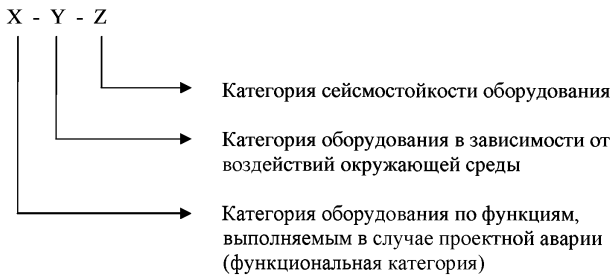 X - Y - Z
Категория сейсмостойкости оборудования
Категория оборудования в зависимости от
воздействий окружающей среды
Категория оборудования по функциям,
выполняемым в случае проектной аварии
(функциональная категория)